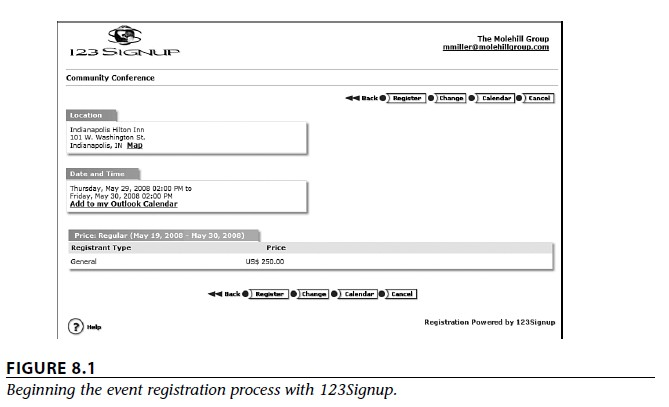 123 SIGNUP
The Molehill Group
mmiller@molehillgroup.com
Community Conference
Back Register Change Calendar Cancel
Location
Indianapolis Hilton Inn
101 W. Washington St.
Indianapolis, IN Map
Date and Time
Thursday, May 29, 2008 02:00 PM to
Friday, May 30, 2008 02:00 PM
Add to my Outlook Calendar
Price: Regular (May 19, 2008 - May 30, 2008)
Registrant Type Price
General US$ 250.00
Back Register Change Calendar Cancel
? Help
Registration Powered by 123Signup
FIGURE 8.1
Beginning the event registration process with 123Signup.